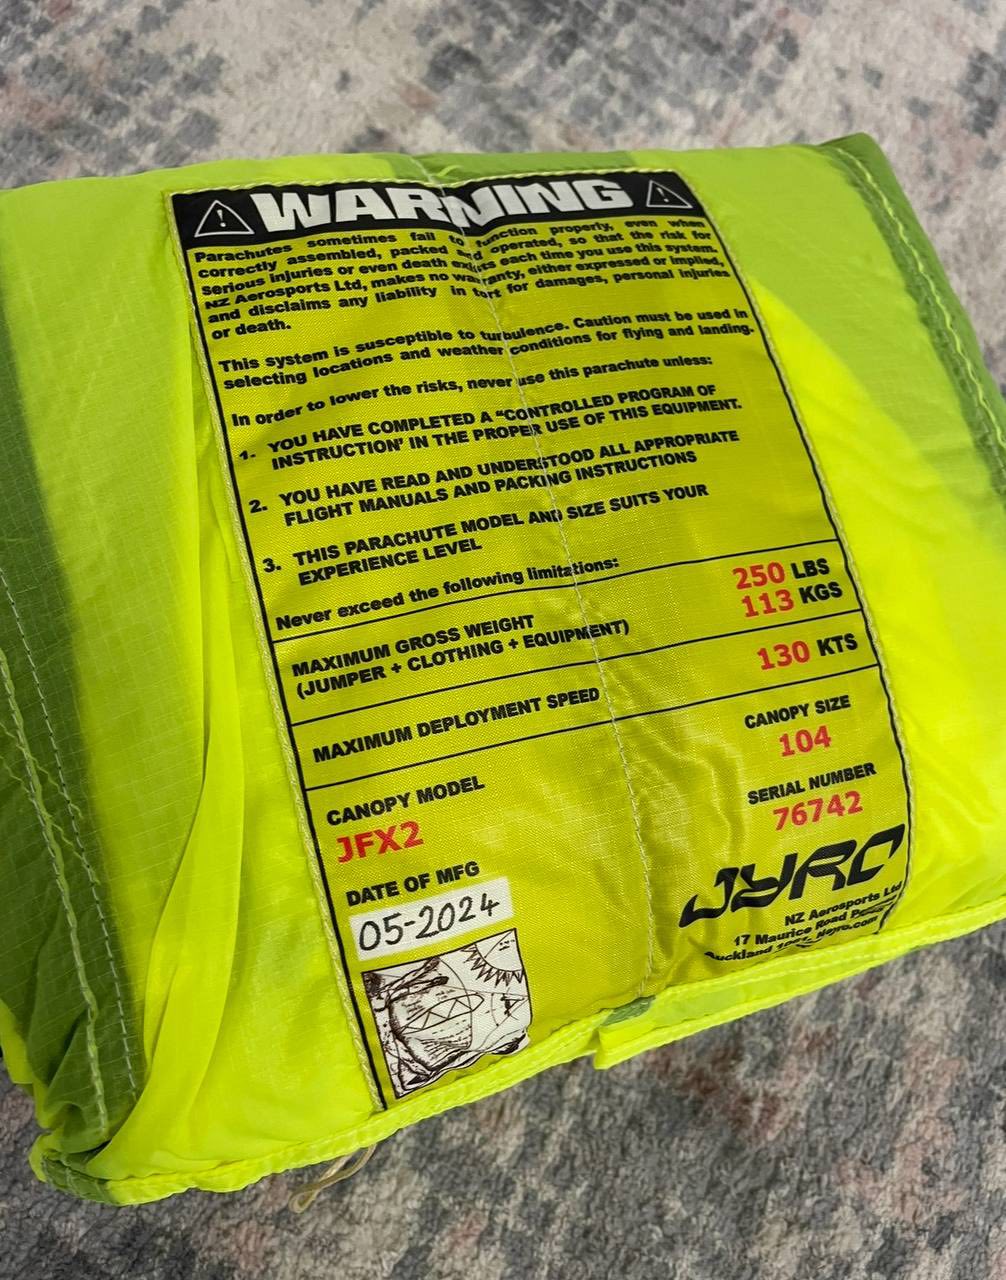 WARNING
Parachutes sometimes fail to function properly, even when
correctly assembled, packed and operated, so that the risk for
serious injuries or even death exists each time you use this system.
NZ Aerosports Ltd, makes no warranty, either expressed or implied,
and disclaims any liability in tort for damages, personal injuries
or death.
This system is susceptible to turbulence. Caution must be used in
selecting locations and weather conditions for flying and landing.
In order to lower the risks, never use this parachute unless:
1. YOU HAVE COMPLETED A “CONTROLLED PROGRAM OF
INSTRUCTION’ IN THE PROPER USE OF THIS EQUIPMENT.
2. YOU HAVE READ AND UNDERSTOOD ALL APPROPRIATE
FLIGHT MANUALS AND PACKING INSTRUCTIONS
3. THIS PARACHUTE MODEL AND SIZE SUITS YOUR
EXPERIENCE LEVEL
Never exceed the following limitations:
MAXIMUM GROSS WEIGHT 250 LBS
(JUMPER + CLOTHING + EQUIPMENT) 113 KGS
MAXIMUM DEPLOYMENT SPEED 130 KTS
CANOPY MODEL CANOPY SIZE
JFX2 104
DATE OF MFG SERIAL NUMBER
05-2024 76742
JYRO
NZ Aerosports Ltd
17 Maurice Road
Auckland